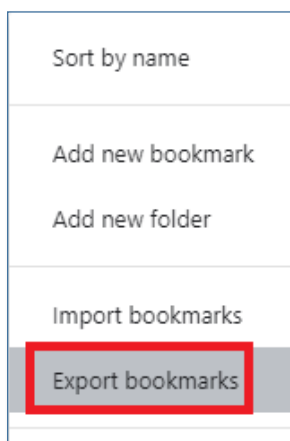 Sort by name
Add new bookmark
Add new folder
Import bookmarks
Export bookmarks